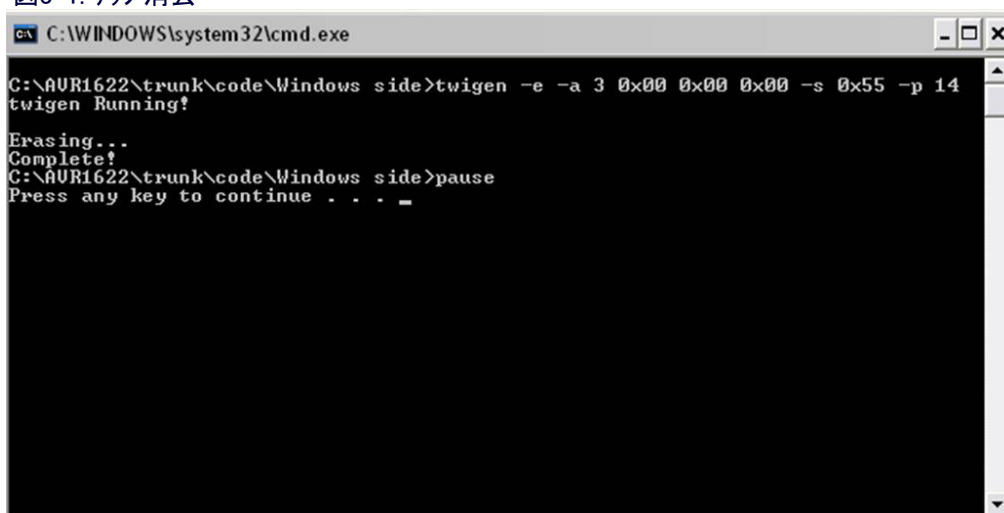 C:\WINDOWS\system32\cmd.exe
C:\AVR1622\trunk\code\Windows side>twigen -e -a 3 0x00 0x00 0x00 -s 0x55 -p 14
twigen Running!
Erasing...
Complete!
C:\AVR1622\trunk\code\Windows side>pause
Press any key to continue . . . _